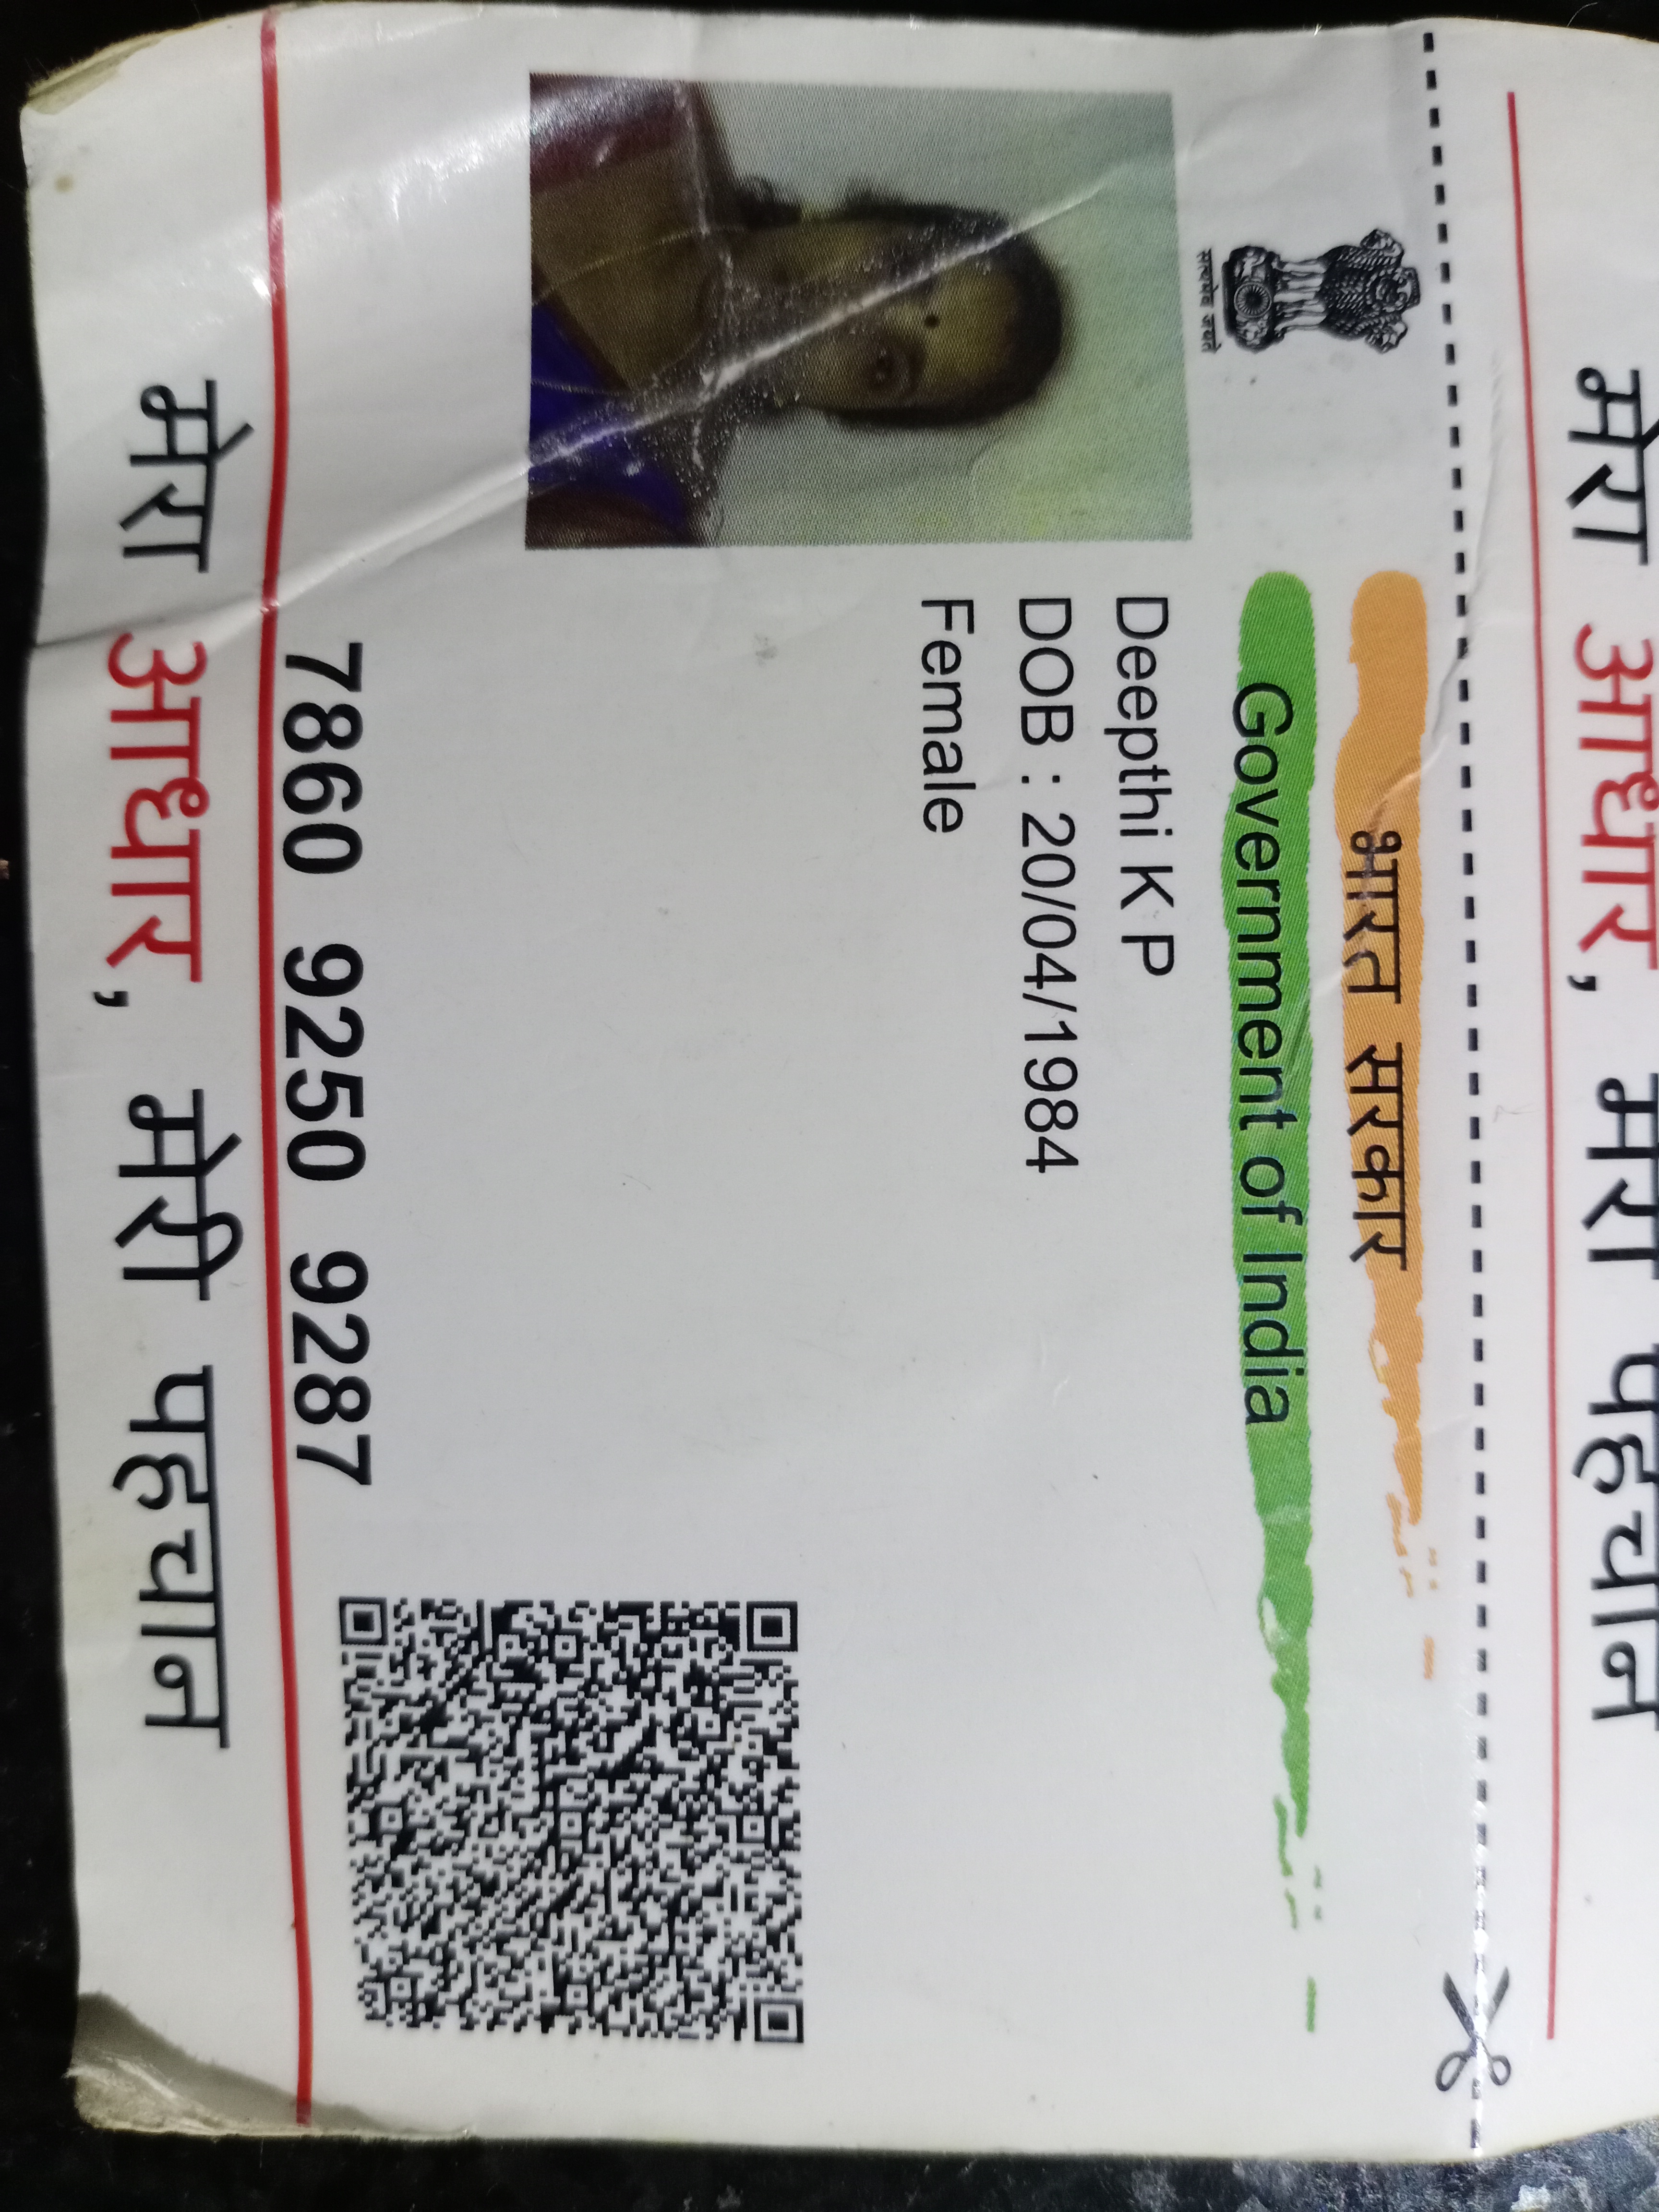 मेरा आधार, मेरी पहचान
भारत सरकार
Government of India
सत्यमेव जयते
Deepthi K P
DOB : 20/04/1984
Female
7860 9250 9287
मेरा आधार, मेरी पहचान